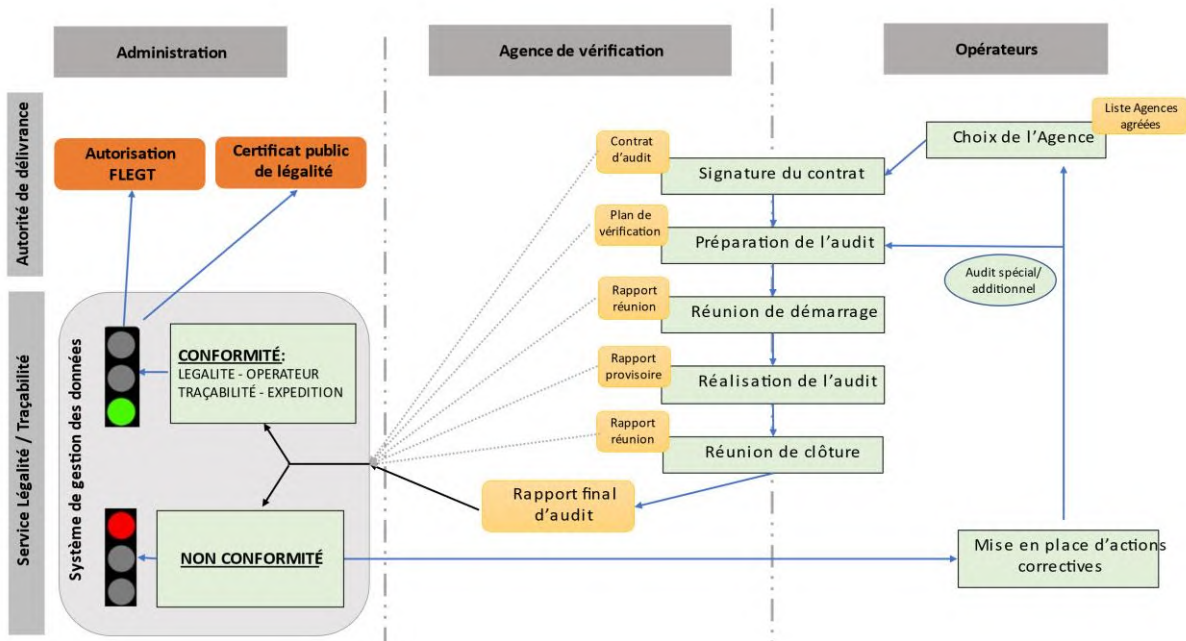 Administration
Agence de vérification
Opérateurs
Autorité de délivrance
Autorisation
FLEGT
Certificat public
de légalité
Contrat
d'audit
Signature du contrat
Choix de l'Agence
Liste Agences
agréées
Plan de
vérification
Préparation de l'audit
Audit spécial/
additionnel
Service Légalité / Traçabilité
Système de gestion des données
CONFORMITÉ:
LEGALITE - OPERATEUR
TRAÇABILITÉ - EXPEDITION
Rapport
réunion
Réunion de démarrage
Rapport
provisoire
Réalisation de l'audit
Rapport
réunion
Réunion de clôture
Rapport final
d'audit
NON CONFORMITÉ
Mise en place d'actions
correctives